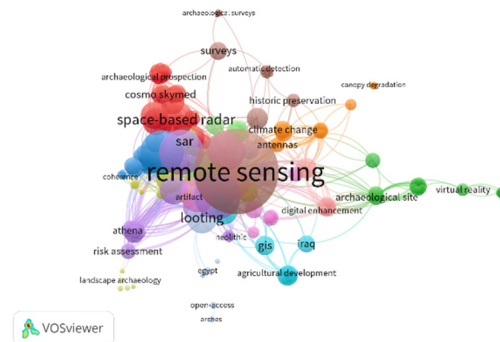 archaeological surveys
surveys
automatic detection
archaeological prospection
canopy degradation
cosmo skymed
historic preservation
space-based radar
climate change
sar
antennas
remote sensing
coherence
virtual reality
artifact
archaeological site
looting
digital enhancement
athena
neolithic
risk assessment
gis
iraq
egypt
agricultural development
landscape archaeology
open-access
arches
VOSviewer